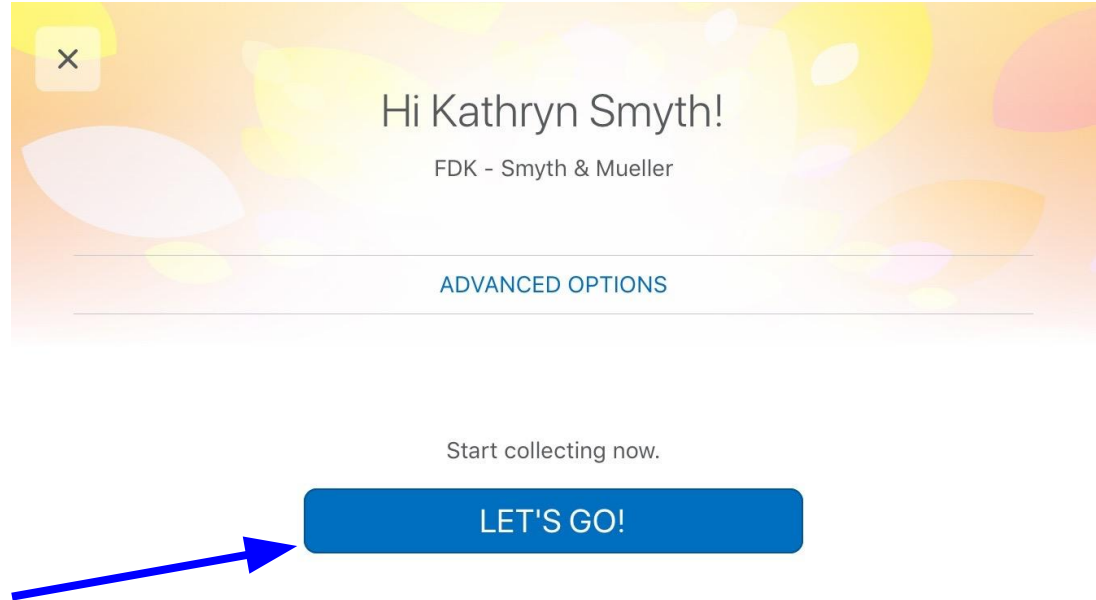 Hi Kathryn Smyth!
FDK - Smyth & Mueller
ADVANCED OPTIONS
Start collecting now.
LET'S GO!